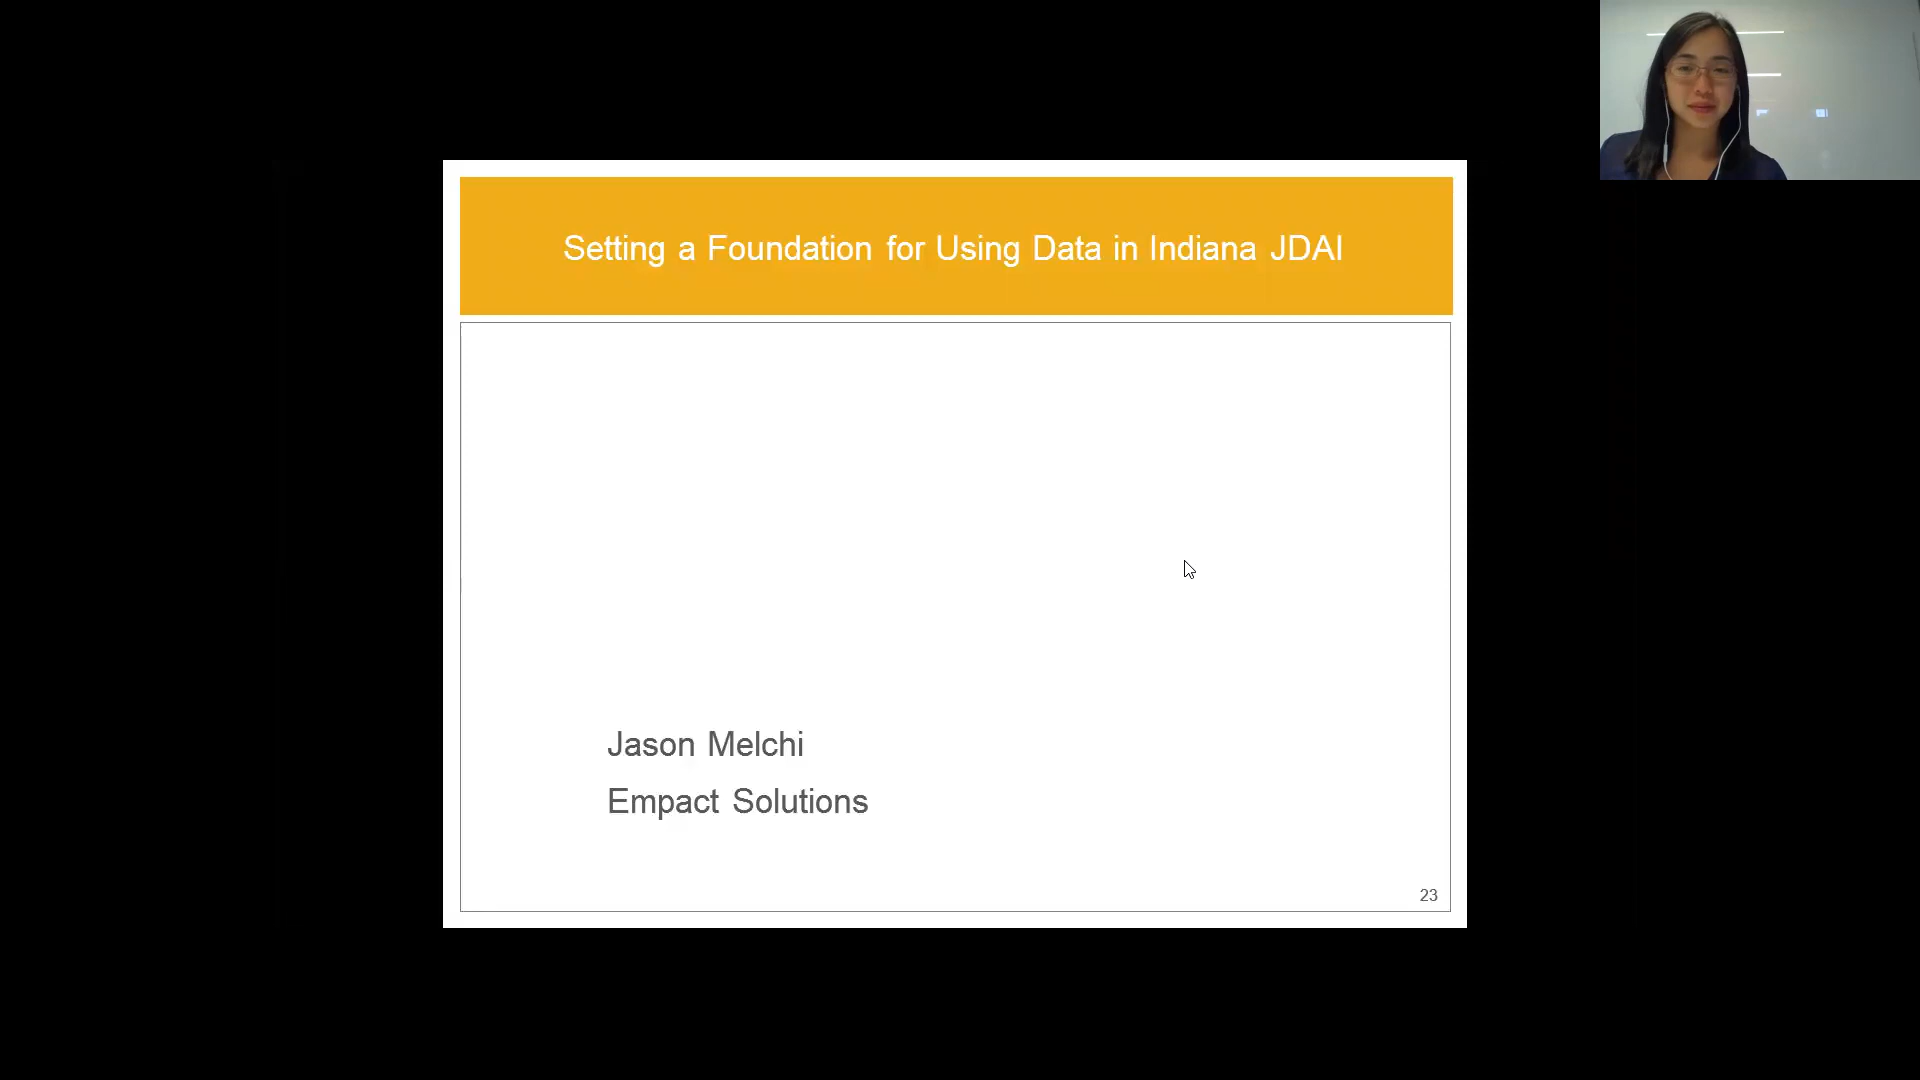 Setting a Foundation for Using Data in Indiana JDAI
Jason Melchi
Empact Solutions
23